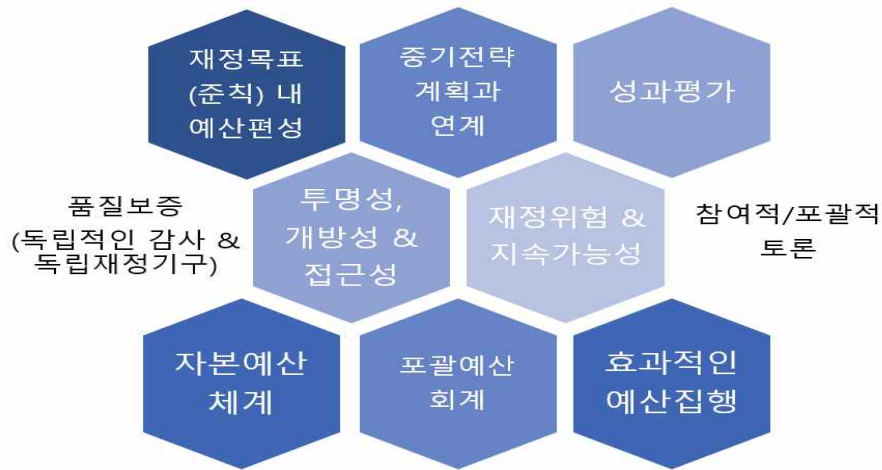 재정목표
(준칙) 내
예산편성
중기전략
계획과
연계
성과평가
품질보증
(독립적인 감사 &
독립재정기구)
투명성,
개방성 &
접근성
재정위험 &
지속가능성
참여적/포괄적
토론
자본예산
체계
포괄예산
회계
효과적인
예산집행